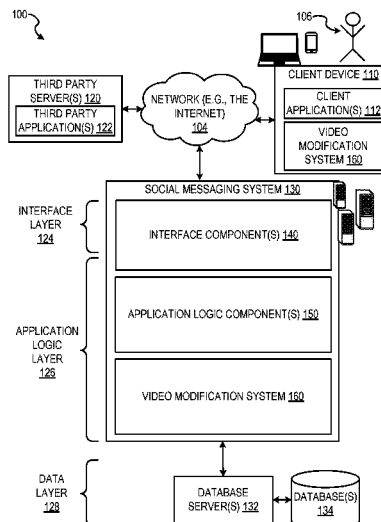 100
106
THIRD PARTY
SERVER(S) 120
THIRD PARTY
APPLICATION(S) 122
NETWORK (E.G., THE
INTERNET)
104
CLIENT DEVICE 110
CLIENT
APPLICATION(S) 112
VIDEO
MODIFICATION
SYSTEM 160
SOCIAL MESSAGING SYSTEM 130
INTERFACE
LAYER
124
INTERFACE COMPONENT(S) 140
APPLICATION
LOGIC
LAYER
126
APPLICATION LOGIC COMPONENT(S) 150
VIDEO MODIFICATION SYSTEM 160
DATA
LAYER
128
DATABASE
SERVER(S) 132
DATABASE(S)
134